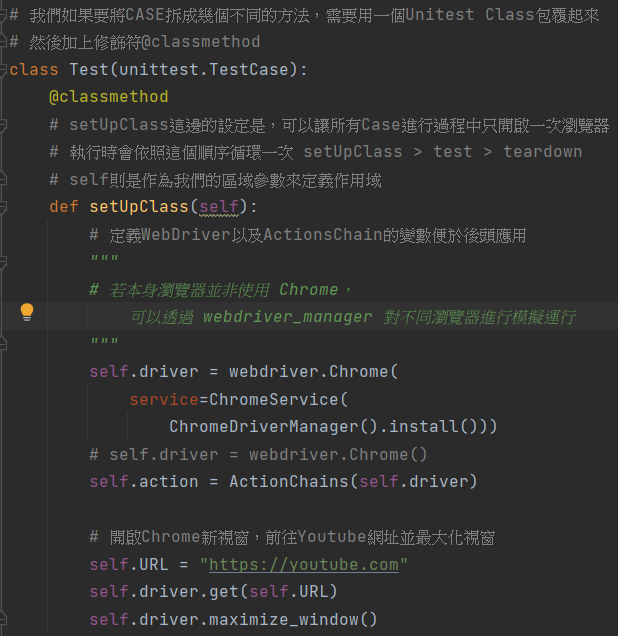 # 我們如果要將CASE拆成幾個不同的方法，需要用一個Unitest Class包覆起來
# 然後加上修飾符@classmethod
class Test(unittest.TestCase):
@classmethod
# setUpClass這邊的設定是，可以讓所有Case進行過程中只開啟一次瀏覽器
# 執行時會依照這個順序循環一次 setUpClass > test > teardown
# self則是作為我們的區域參數來定義作用域
def setUpClass(self):
# 定義WebDriver以及ActionsChain的變數便於後頭應用
"""
# 若本身瀏覽器並非使用 Chrome，
可以透過 webdriver_manager 對不同瀏覽器進行模擬運行
"""
self.driver = webdriver.Chrome(
service=ChromeService(
ChromeDriverManager().install()))
# self.driver = webdriver.Chrome()
self.action = ActionChains(self.driver)
# 開啟Chrome新視窗，前往Youtube網址並最大化視窗
self.URL = "https://youtube.com"
self.driver.get(self.URL)
self.driver.maximize_window()